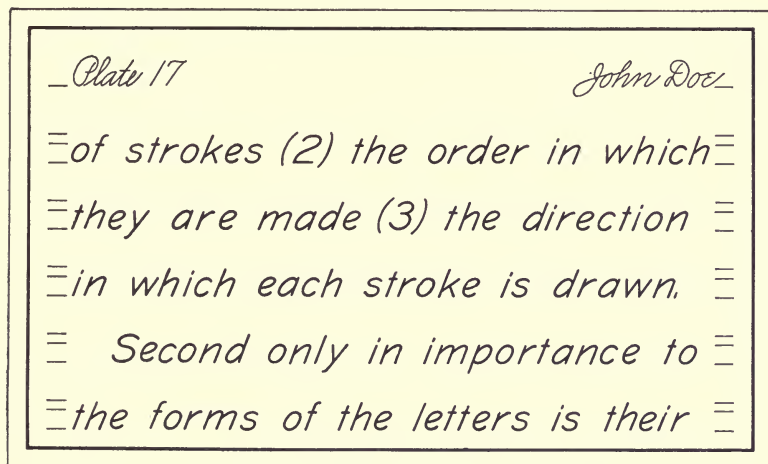 Plate 17 John Doe
of strokes (2) the order in which
they are made (3) the direction
in which each stroke is drawn.
Second only in importance to
the forms of the letters is their